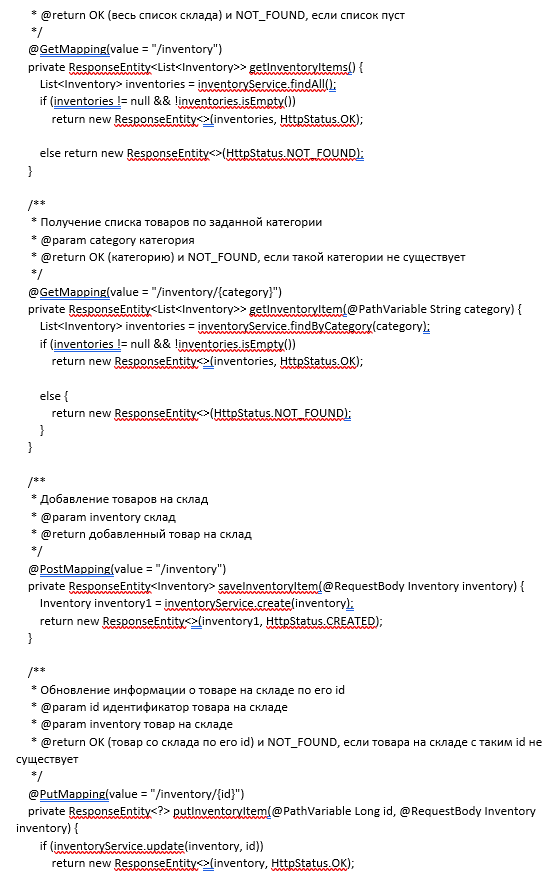 * @return OK (весь список склада) и NOT_FOUND, если список пуст
     */
    @GetMapping(value = "/inventory")
    private ResponseEntity<List<Inventory>> getInventoryItems() {
        List<Inventory> inventories = inventoryService.findAll();
        if (inventories != null && !inventories.isEmpty())
            return new ResponseEntity<>(inventories, HttpStatus.OK);

        else return new ResponseEntity<>(HttpStatus.NOT_FOUND);
    }

    /**
     * Получение списка товаров по заданной категории
     * @param category категория
     * @return OK (категорию) и NOT_FOUND, если такой категории не существует
     */
    @GetMapping(value = "/inventory/{category}")
    private ResponseEntity<List<Inventory>> getInventoryItem(@PathVariable String category) {
        List<Inventory> inventories = inventoryService.findByCategory(category);
        if (inventories != null && !inventories.isEmpty())
            return new ResponseEntity<>(inventories, HttpStatus.OK);

        else {
            return new ResponseEntity<>(HttpStatus.NOT_FOUND);
        }
    }

    /**
     * Добавление товаров на склад
     * @param inventory склад
     * @return добавленный товар на склад
     */
    @PostMapping(value = "/inventory")
    private ResponseEntity<Inventory> saveInventoryItem(@RequestBody Inventory inventory) {
        Inventory inventory1 = inventoryService.create(inventory);
        return new ResponseEntity<>(inventory1, HttpStatus.CREATED);
    }

    /**
     * Обновление информации о товаре на складе по его id
     * @param id идентификатор товара на складе
     * @param inventory товар на складе
     * @return OK (товар со склада по его id) и NOT_FOUND, если товара на складе с таким id не
существует
     */
    @PutMapping(value = "/inventory/{id}")
    private ResponseEntity<?> putInventoryItem(@PathVariable Long id, @RequestBody Inventory
inventory) {
        if (inventoryService.update(inventory, id))
            return new ResponseEntity<>(inventory, HttpStatus.OK);